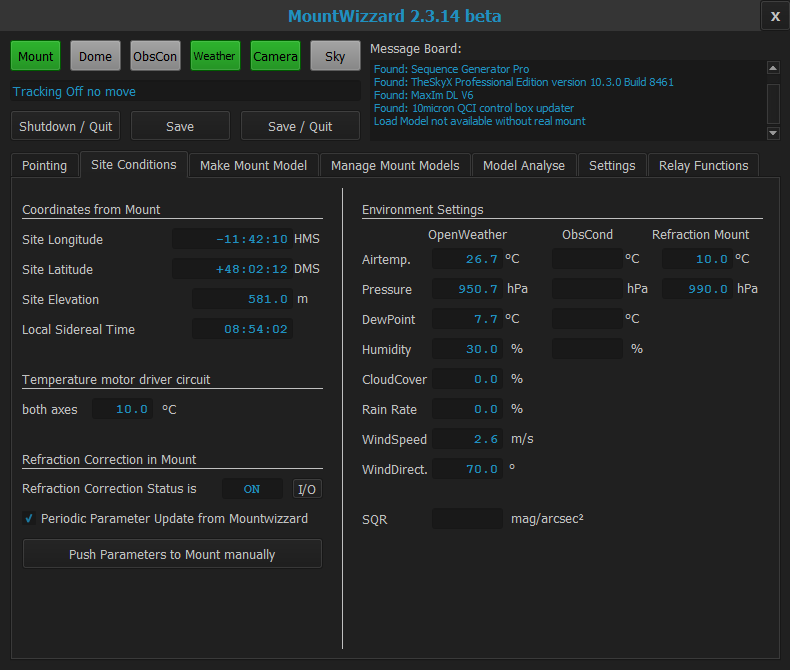 MountWizzard 2.3.14 beta
X
Mount Dome ObsCon Weather Camera Sky
Message Board:
Found: Sequence Generator Pro
Found: TheSkyX Professional Edition version 10.3.0 Build 8461
Found: MaxIm DL V6
Found: 10micron QCI control box updater
Load Model not available without real mount
Tracking Off no move
Shutdown / Quit Save Save / Quit
Pointing Site Conditions Make Mount Model Manage Mount Models Model Analyse Settings Relay Functions
Coordinates from Mount
Site Longitude -11:42:10 HMS
Site Latitude +48:02:12 DMS
Site Elevation 581.0 m
Local Sidereal Time 08:54:02
Temperature motor driver circuit
both axes 10.0 °C
Refraction Correction in Mount
Refraction Correction Status is ON I/O
✓ Periodic Parameter Update from Mountwizzard
Push Parameters to Mount manually
Environment Settings
OpenWeather ObsCond Refraction Mount
Airtemp. 26.7 °C °C 10.0 °C
Pressure 950.7 hPa hPa 990.0 hPa
DewPoint 7.7 °C °C
Humidity 30.0 % %
CloudCover 0.0 %
Rain Rate 0.0 %
WindSpeed 2.6 m/s
WindDirect. 70.0 °
SQR mag/arcsec²